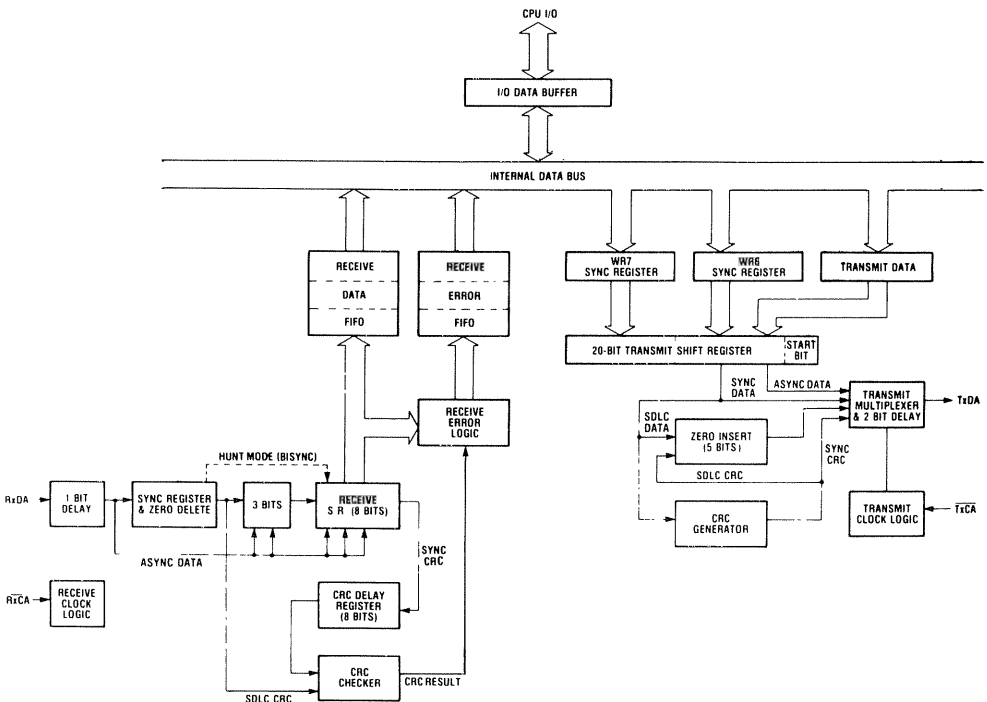 CPU I/O
I/O DATA BUFFER
INTERNAL DATA BUS
RECEIVE
DATA
FIFO
RECEIVE
ERROR
FIFO
WR7
SYNC REGISTER
WR6
SYNC REGISTER
TRANSMIT DATA
20-BIT TRANSMIT SHIFT REGISTER
START
BIT
SYNC
DATA
ASYNC DATA
TRANSMIT
MULTIPLEXER
& 2 BIT DELAY
TxDA
SDLC
DATA
ZERO INSERT
(5 BITS)
SDLC CRC
SYNC
CRC
CRC
GENERATOR
TRANSMIT
CLOCK LOGIC
TxCA
RECEIVE
ERROR
LOGIC
HUNT MODE (BISYNC)
RxDA
1 BIT
DELAY
SYNC REGISTER
& ZERO DELETE
3 BITS
RECEIVE
S R (8 BITS)
ASYNC DATA
SYNC
CRC
RxCA
RECEIVE
CLOCK
LOGIC
CRC DELAY
REGISTER
(8 BITS)
CRC
CHECKER
CRC RESULT
SDLC CRC